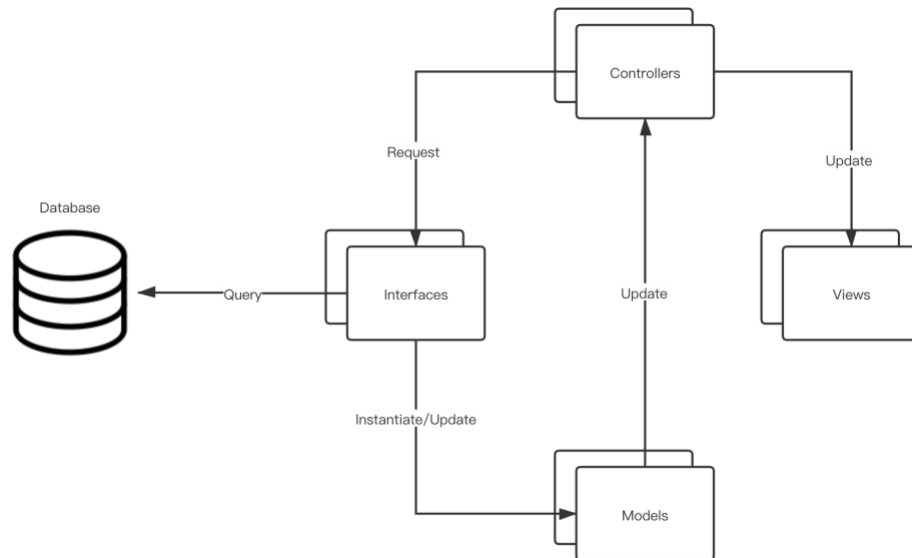 Controllers
Request
Update
Database
Query
Interfaces
Update
Views
Instantiate/Update
Models